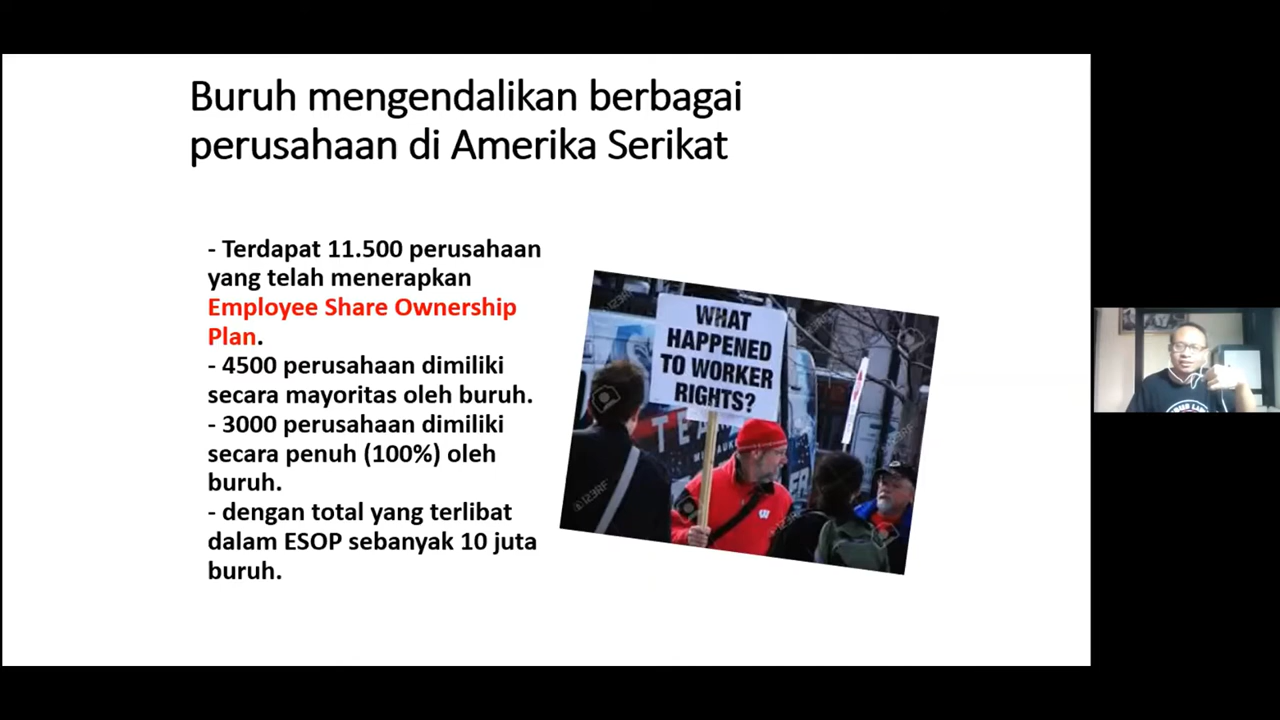 Buruh mengendalikan berbagai
perusahaan di Amerika Serikat
- Terdapat 11.500 perusahaan
yang telah menerapkan
Employee Share Ownership
Plan.
- 4500 perusahaan dimiliki
secara mayoritas oleh buruh.
- 3000 perusahaan dimiliki
secara penuh (100%) oleh
buruh.
- dengan total yang terlibat
dalam ESOP sebanyak 10 juta
buruh.
WHAT
HAPPENED
TO WORKER
RIGHTS?
123RF